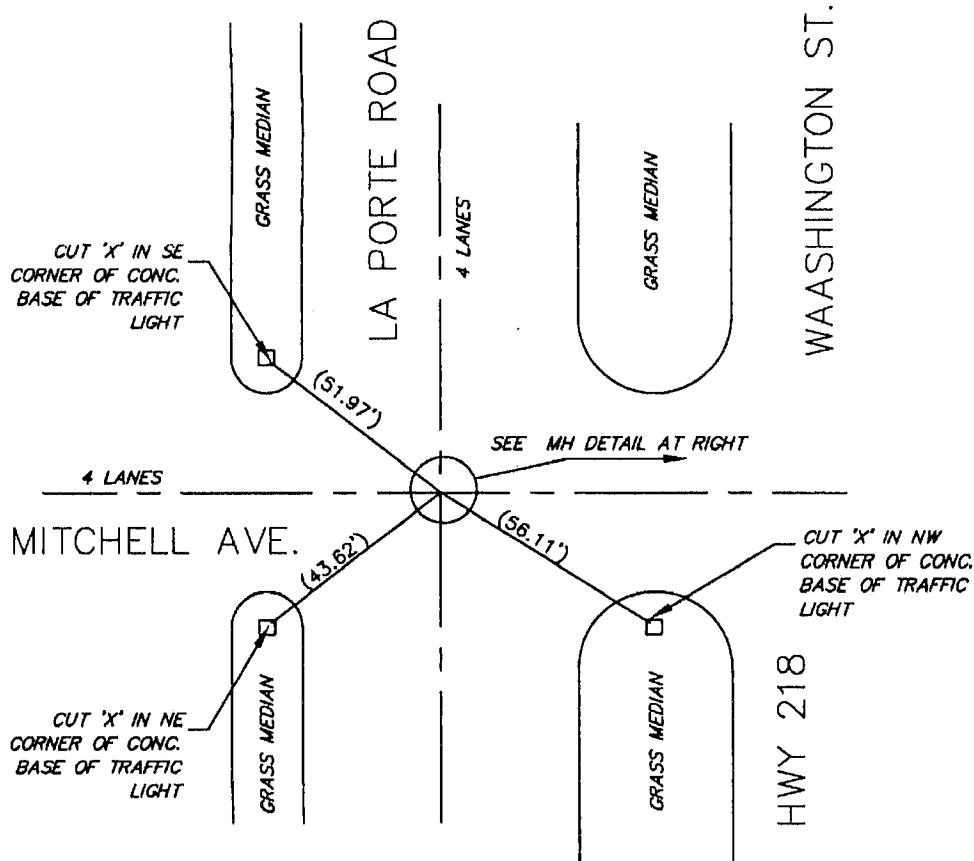 GRASS MEDIAN
LA PORTE ROAD
4 LANES
GRASS MEDIAN
WAASHINGTON ST.
CUT 'X' IN SE
CORNER OF CONC.
BASE OF TRAFFIC
LIGHT
(51.97')
SEE MH DETAIL AT RIGHT
4 LANES
MITCHELL AVE.
(43.62')
(56.11')
CUT 'X' IN NW
CORNER OF CONC.
BASE OF TRAFFIC
LIGHT
CUT 'X' IN NE
CORNER OF CONC.
BASE OF TRAFFIC
LIGHT
GRASS MEDIAN
GRASS MEDIAN
HWY 218